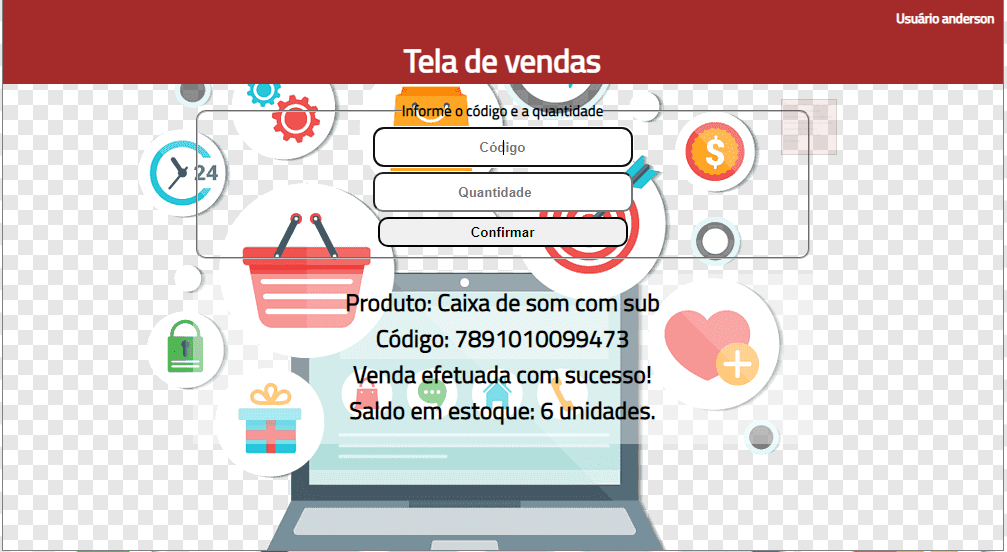 Usuário anderson
Tela de vendas
Informe o código e a quantidade
Código
Quantidade
Confirmar
24
$
Produto: Caixa de som com sub
Código: 7891010099473
Venda efetuada com sucesso!
Saldo em estoque: 6 unidades.